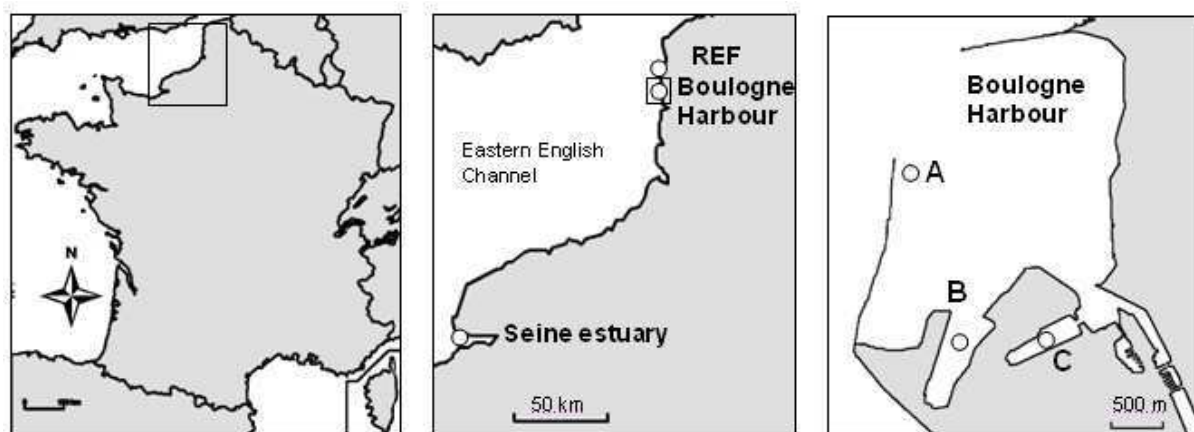 N
REF
Boulogne
Harbour
Eastern English
Channel
Seine estuary
50 km
Boulogne
Harbour
A
B
C
500 m